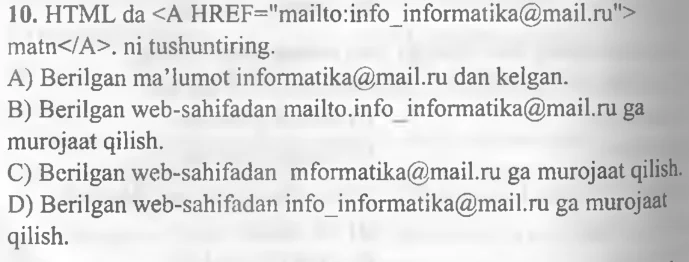 10. HTML da <A HREF="mailto:info_informatika@mail.ru">
matn</A>. ni tushuntiring.
A) Berilgan ma’lumot informatika@mail.ru dan kelgan.
B) Berilgan web-sahifadan mailto.info_informatika@mail.ru ga
murojaat qilish.
C) Berilgan web-sahifadan mformatika@mail.ru ga murojaat qilish.
D) Berilgan web-sahifadan info_informatika@mail.ru ga murojaat
qilish.